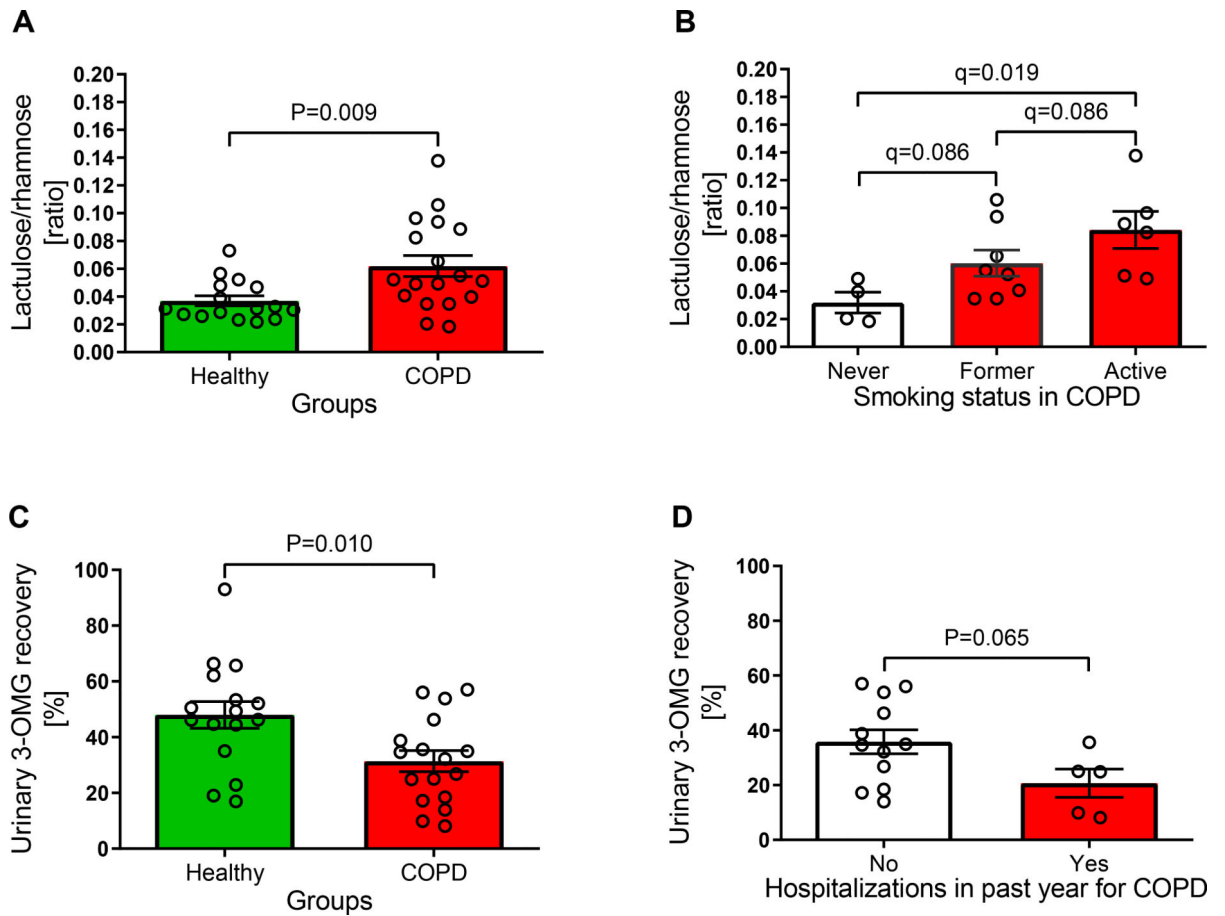 A
Lactulose/rhamnose
[ratio]
0.20
0.18
0.16
0.14
0.12
0.10
0.08
0.06
0.04
0.02
0.00
P=0.009
Healthy
COPD
Groups
B
Lactulose/rhamnose
[ratio]
0.20
0.18
0.16
0.14
0.12
0.10
0.08
0.06
0.04
0.02
0.00
q=0.019
q=0.086
q=0.086
Never
Former
Active
Smoking status in COPD
C
Urinary 3-OMG recovery
[%]
100
80
60
40
20
0
P=0.010
Healthy
COPD
Groups
D
Urinary 3-OMG recovery
[%]
100
80
60
40
20
0
P=0.065
No
Yes
Hospitalizations in past year for COPD